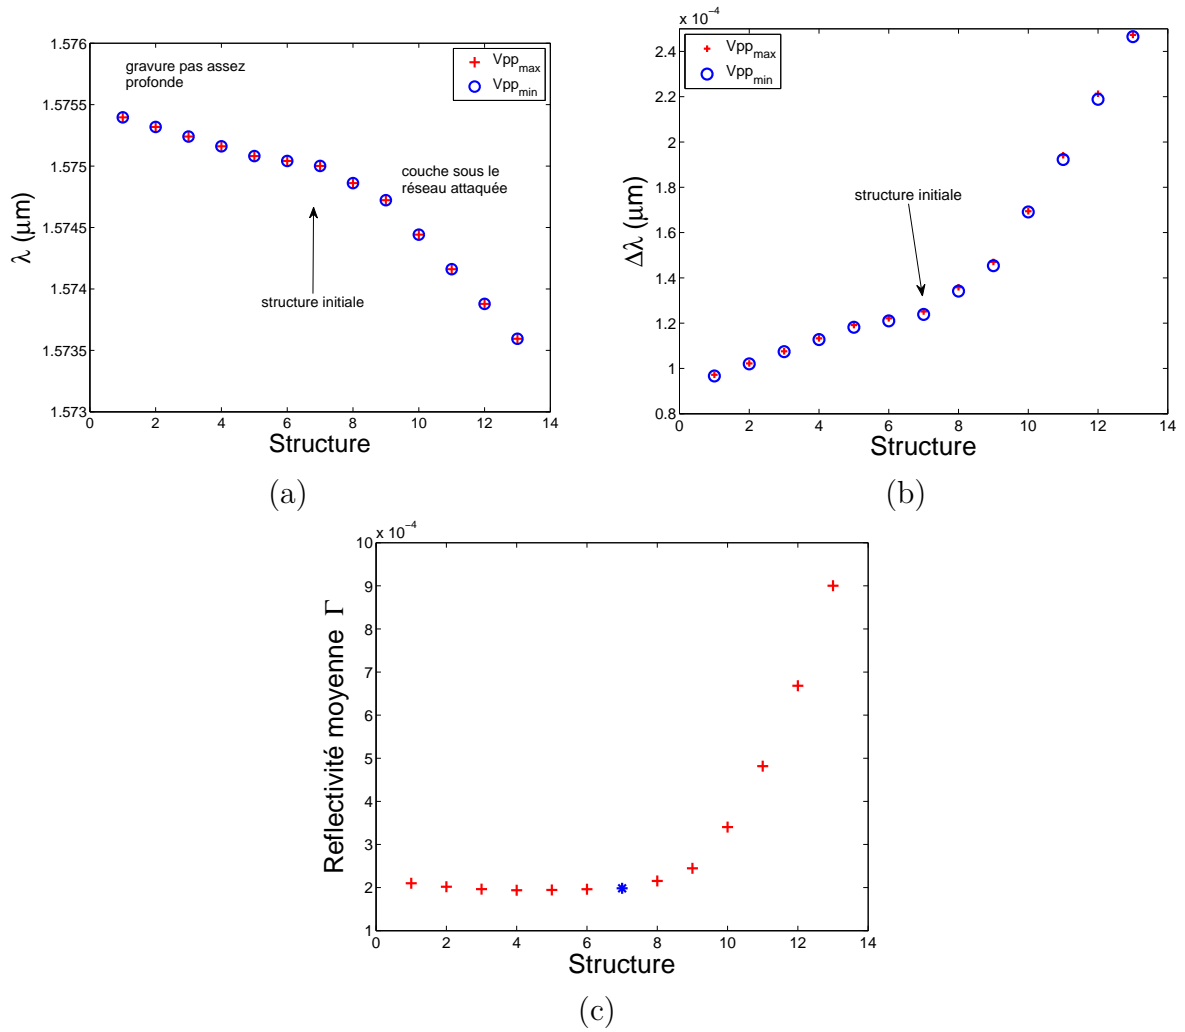 1.576
1.5755
1.575
1.5745
1.574
1.5735
1.573
λ (μm)
gravure pas assez
profonde
Vpp_max
Vpp_min
couche sous le
réseau attaquée
structure initiale
0 2 4 6 8 10 12 14
Structure
(a)
x 10⁻⁴
2.4
2.2
2
1.8
1.6
1.4
1.2
1
0.8
Δλ (μm)
Vpp_max
Vpp_min
structure initiale
0 2 4 6 8 10 12 14
Structure
(b)
x 10⁻⁴
10
9
8
7
6
5
4
3
2
1
Reflectivité moyenne Γ
0 2 4 6 8 10 12 14
Structure
(c)